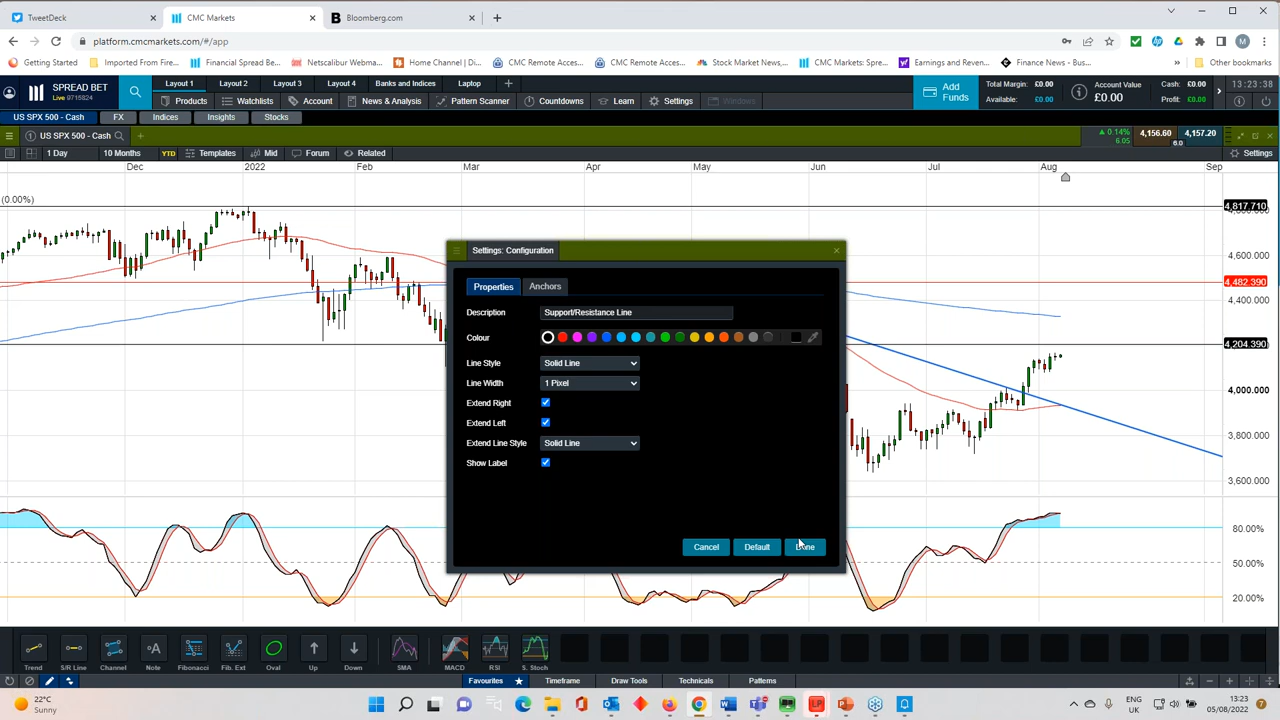 TweetDeck
CMC Markets
Bloomberg.com
platform.cmcmarkets.com/#/app
M
Getting Started
Imported From Fire...
Financial Spread Be...
Netscalibur Homew...
Home Channel | Di...
CMC Remote Acces...
CMC Remote Acces...
Stock Market News,...
CMC Markets: Spre...
Earnings and Reven...
Finance News - Bus...
Other bookmarks
SPREAD BET
Live 9715824
Layout 1
Layout 2
Layout 3
Layout 4
Banks and Indices
Laptop
Products
Watchlists
Account
News & Analysis
Pattern Scanner
Countdowns
Learn
Settings
Windows
Add Funds
Total Margin: £0.00
Available: £0.00
Account Value
£0.00
Cash: £0.00
Profit: £0.00
13:23:38
US SPX 500 - Cash
FX
Indices
Insights
Stocks
1 US SPX 500 - Cash
0.14%
6.05
4,156.60
6.0
4,157.20
1 Day
10 Months
YTD
Templates
Mid
Forum
Related
Settings
Dec
2022
Feb
Mar
Apr
May
Jun
Jul
Aug
Sep
(0.00%)
4,817.710
4,600.000
4,482.390
4,400.000
4,204.390
4,000.000
3,800.000
3,600.000
80.00%
50.00%
20.00%
Settings: Configuration
Properties
Anchors
Description
Support/Resistance Line
Colour
Line Style
Solid Line
Line Width
1 Pixel
Extend Right
Extend Left
Extend Line Style
Solid Line
Show Label
Cancel
Default
Done
Trend
S/R Line
Channel
Note
Fibonacci
Fib. Ext
Oval
Up
Down
SMA
MACD
RSI
S. Stoch
Favourites
Timeframe
Draw Tools
Technicals
Patterns
22°C
Sunny
ENG
UK
13:23
05/08/2022